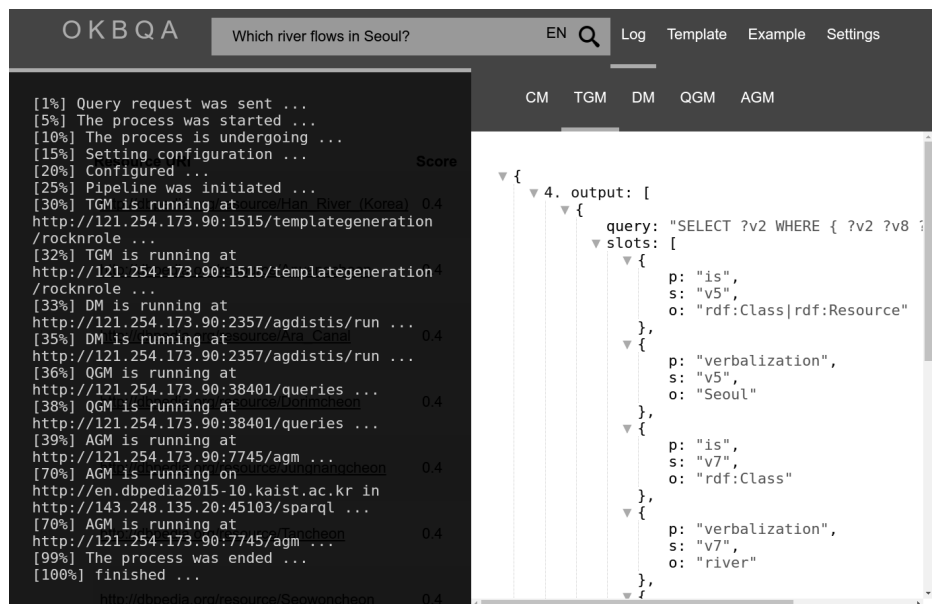 OKBQA
Which river flows in Seoul?
EN
Log Template Example Settings
CM TGM DM QGM AGM
[1%] Query request was sent ...
[5%] The process was started ...
[10%] The process is undergoing ...
[15%] Setting configuration ...
[20%] Configured ...
[25%] Pipeline was initiated ...
[30%] TGM is running at
http://121.254.173.90:1515/templategeneration
/rocknrole ...
[32%] TGM is running at
http://121.254.173.90:1515/templategeneration
/rocknrole ...
[33%] DM is running at
http://121.254.173.90:2357/agdistis/run ...
[35%] DM is running at
http://121.254.173.90:2357/agdistis/run ...
[36%] QGM is running at
http://121.254.173.90:38401/queries ...
[38%] QGM is running at
http://121.254.173.90:38401/queries ...
[39%] AGM is running at
http://121.254.173.90:7745/agm ...
[70%] AGM is running on
http://en.dbpedia2015-10.kaist.ac.kr in
http://143.248.135.20:45103/sparql ...
[70%] AGM is running at
http://121.254.173.90:7745/agm ...
[99%] The process was ended ...
[100%] finished ...
Score
/resource/Han_River_(Korea) 0.4
/resource/Ara_Canal 0.4
/resource/Dorimcheon 0.4
/resource/Jungnangcheon 0.4
/resource/Tancheon 0.4
http://dbpedia.org/resource/Seowoncheon 0.4
{
4. output: [
{
query: "SELECT ?v2 WHERE { ?v2 ?v8 ?
slots: [
{
p: "is",
s: "v5",
o: "rdf:Class|rdf:Resource"
},
{
p: "verbalization",
s: "v5",
o: "Seoul"
},
{
p: "is",
s: "v7",
o: "rdf:Class"
},
{
p: "verbalization",
s: "v7",
o: "river"
},
{